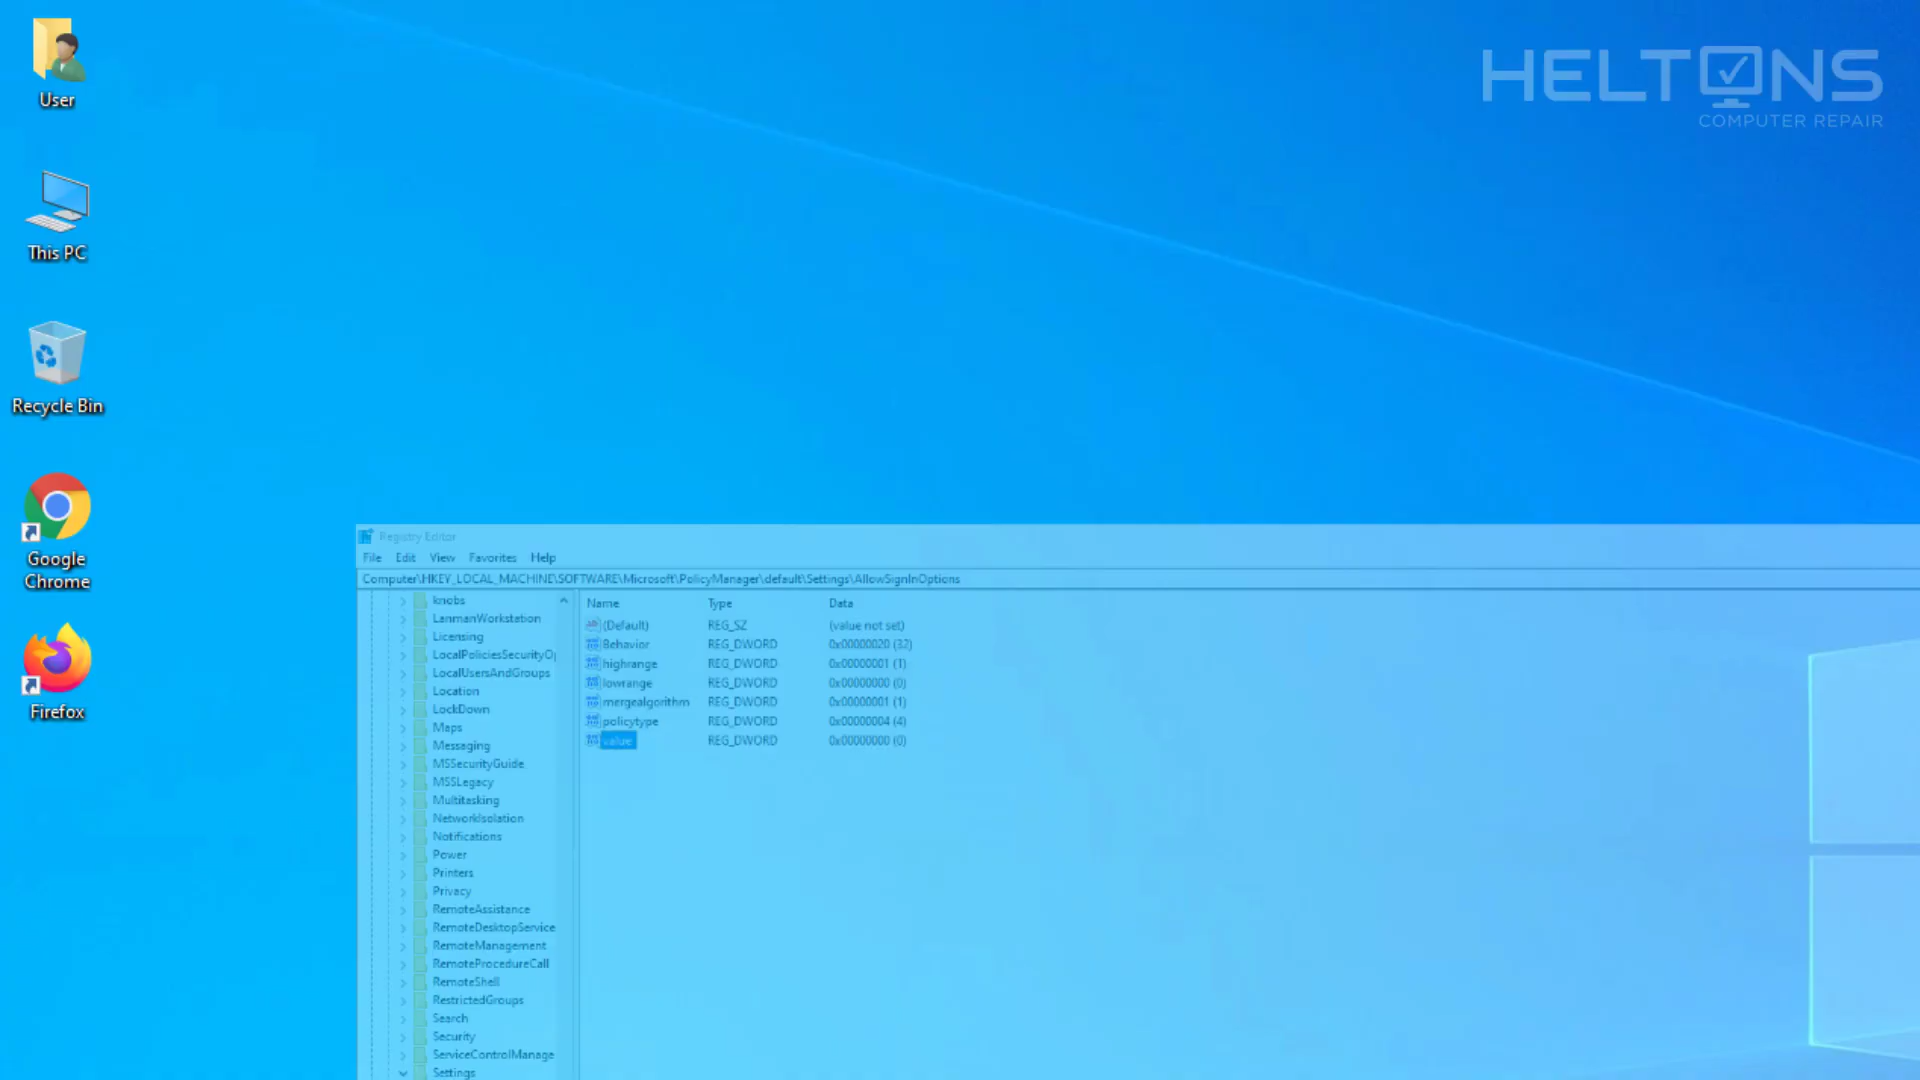 User
This PC
Recycle Bin
Google
Chrome
Firefox
HELTONS
COMPUTER REPAIR
Registry Editor
File Edit View Favorites Help
Computer\HKEY_LOCAL_MACHINE\SOFTWARE\Microsoft\PolicyManager\default\Settings\AllowSignInOptions
knobs
LanmanWorkstation
Licensing
LocalPoliciesSecurityOp
LocalUsersAndGroups
Location
LockDown
Maps
Messaging
MSSecurityGuide
MSSLegacy
Multitasking
NetworkIsolation
Notifications
Power
Printers
Privacy
RemoteAssistance
RemoteDesktopService
RemoteManagement
RemoteProcedureCall
RemoteShell
RestrictedGroups
Search
Security
ServiceControlManage
Settings
Name Type Data
(Default) REG_SZ (value not set)
Behavior REG_DWORD 0x00000020 (32)
highrange REG_DWORD 0x00000001 (1)
lowrange REG_DWORD 0x00000000 (0)
mergealgorithm REG_DWORD 0x00000001 (1)
policytype REG_DWORD 0x00000004 (4)
value REG_DWORD 0x00000000 (0)